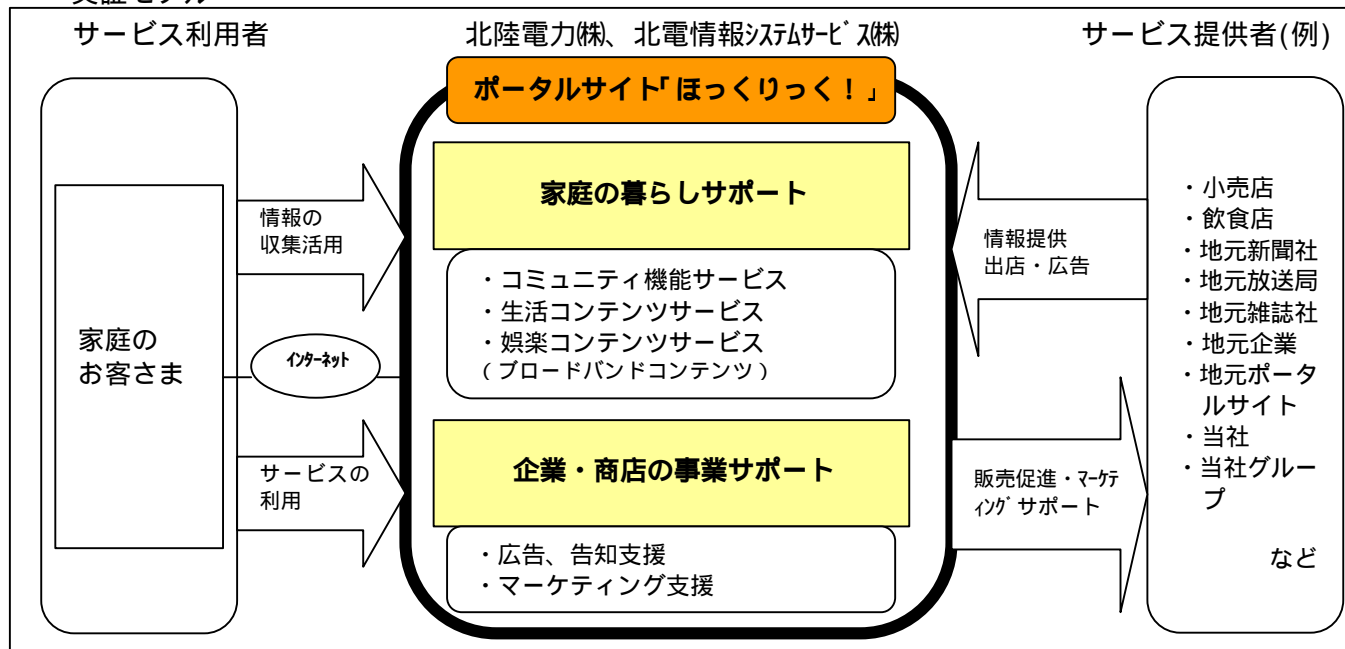 サービス利用者
北陸電力㈱、北電情報ｼｽﾃﾑｻｰﾋﾞｽ㈱
サービス提供者(例)
ポータルサイト「ほっくりっく！」
家庭の暮らしサポート
・コミュニティ機能サービス
・生活コンテンツサービス
・娯楽コンテンツサービス
(ブロードバンドコンテンツ)
企業・商店の事業サポート
・広告、告知支援
・マーケティング支援
家庭の
お客さま
情報の
収集活用
ｲﾝﾀｰﾈｯﾄ
サービスの
利用
情報提供
出店・広告
販売促進・ﾏｰｹﾃ
ｨﾝｸﾞサポート
・小売店
・飲食店
・地元新聞社
・地元放送局
・地元雑誌社
・地元企業
・地元ポータ
ルサイト
・当社
・当社グルー
プ
など